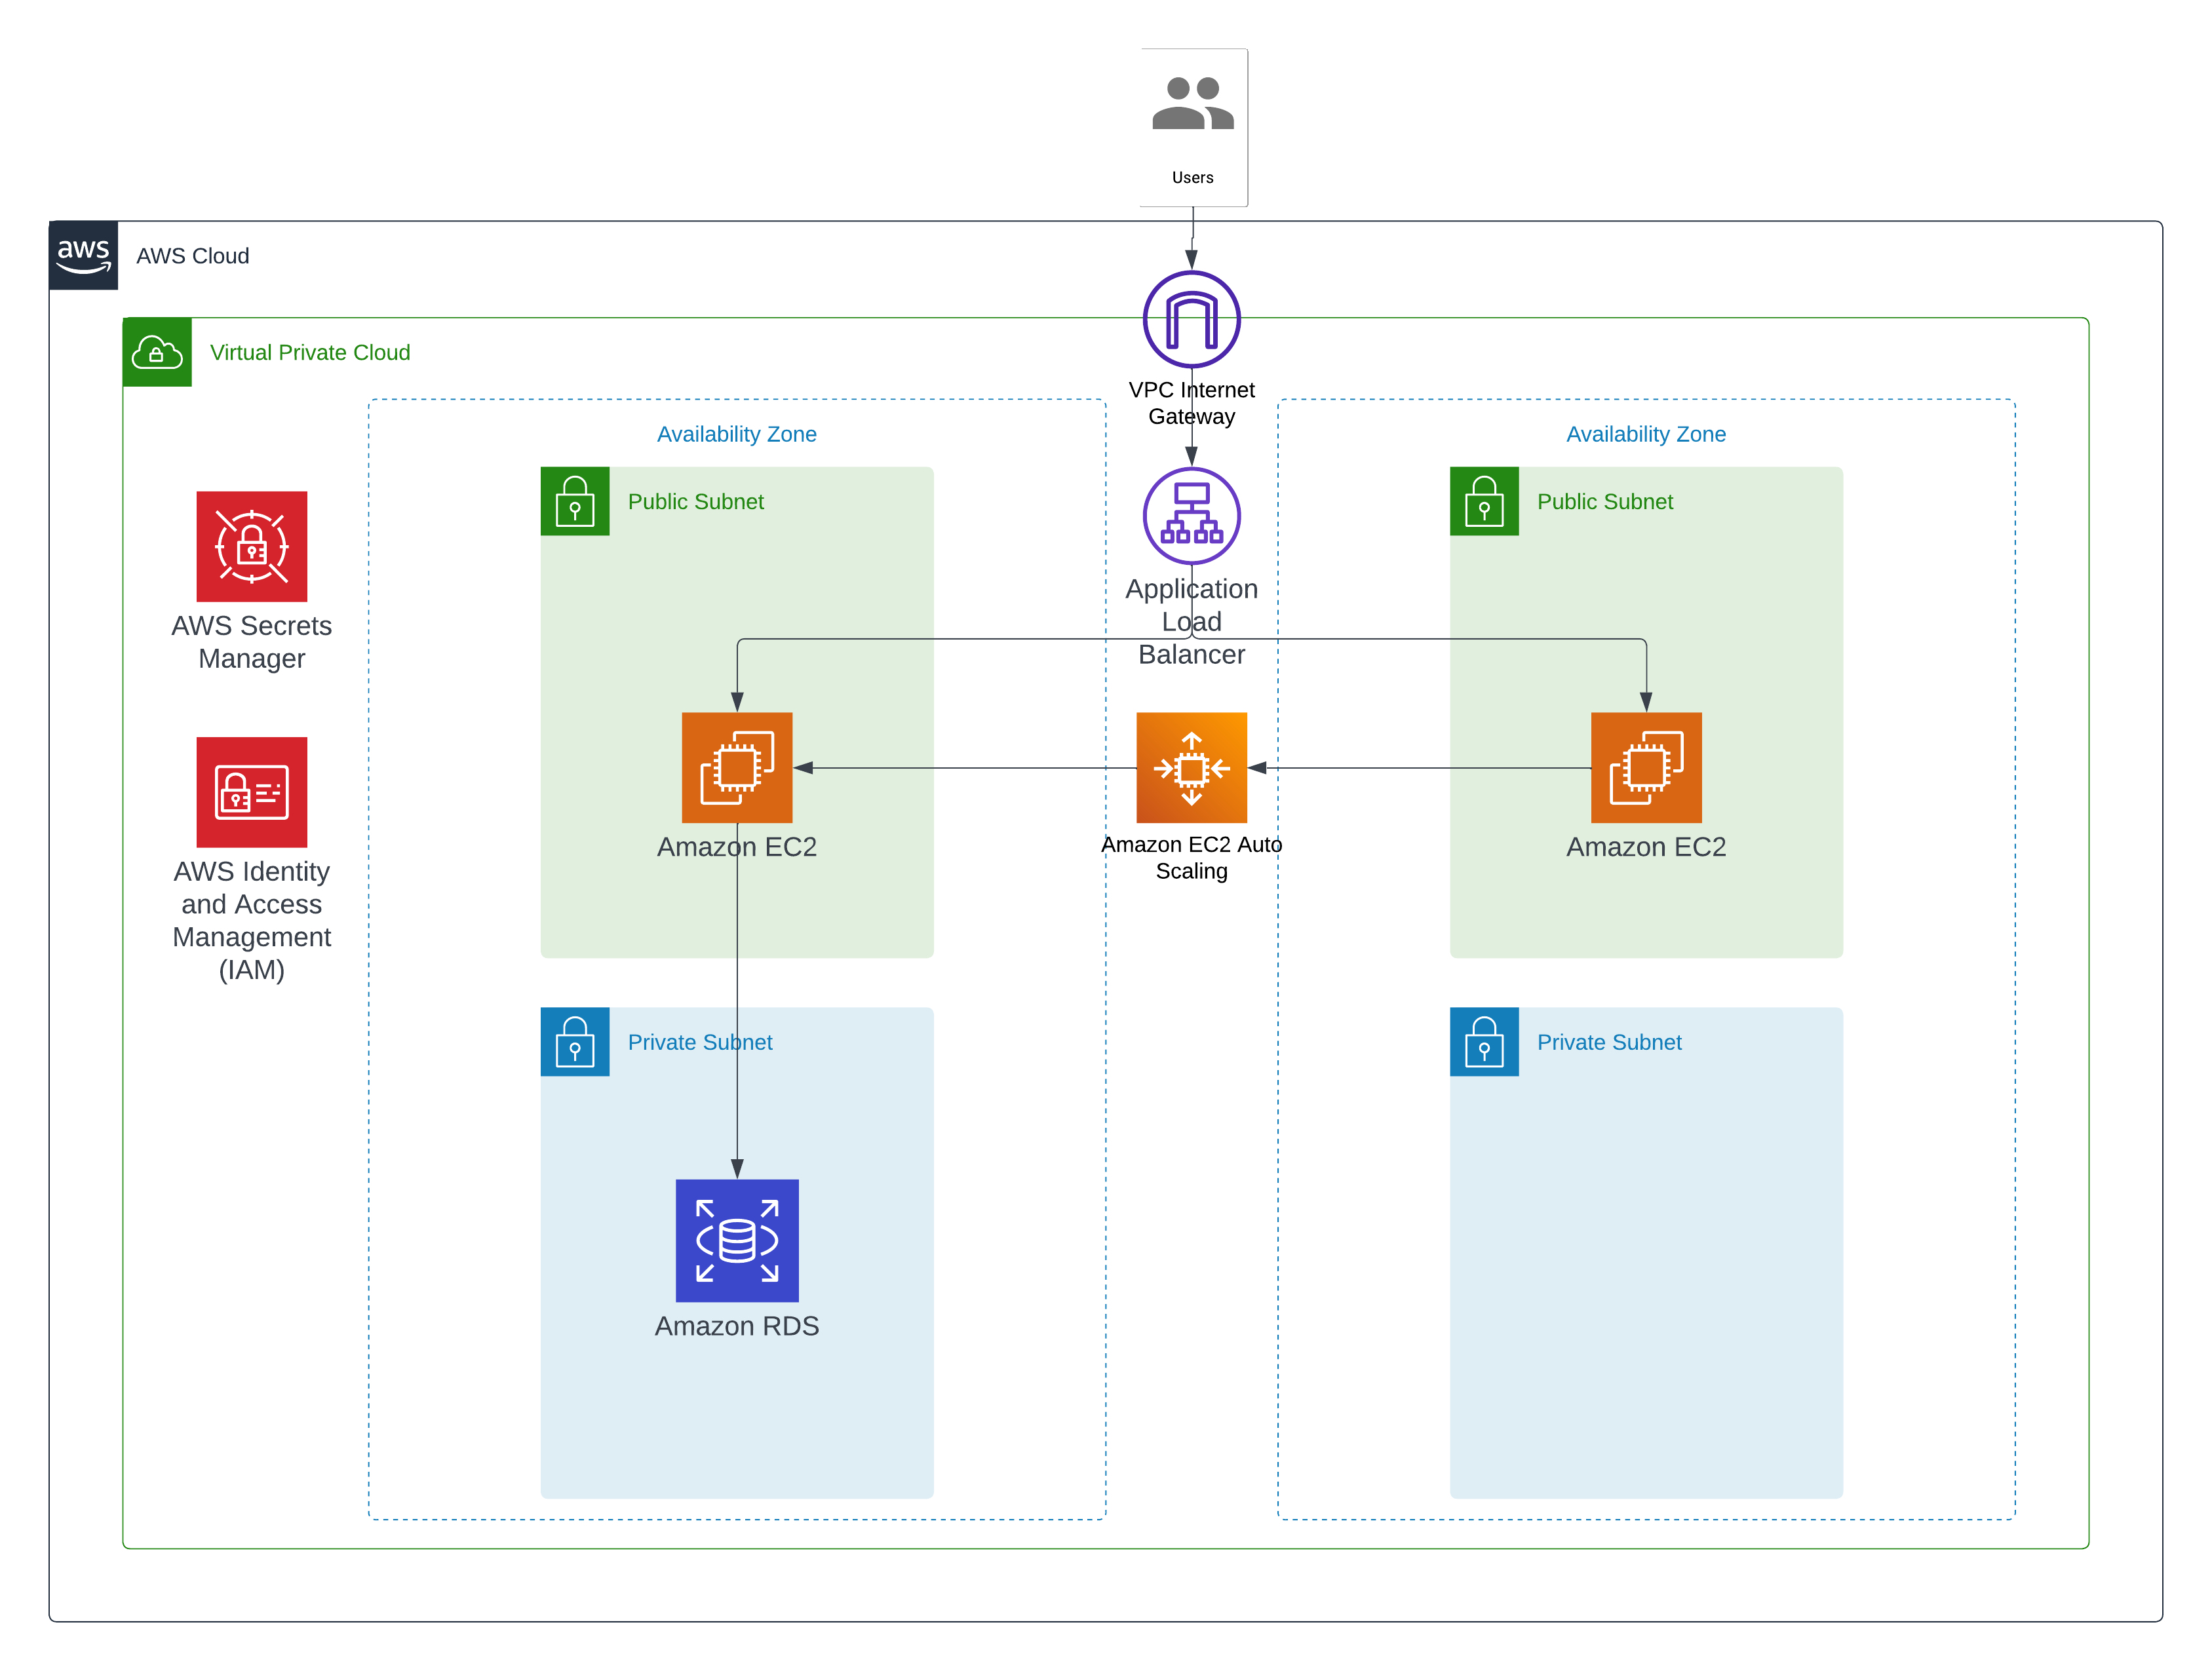 Users
aws
AWS Cloud
Virtual Private Cloud
VPC Internet
Gateway
Availability Zone
Availability Zone
Public Subnet
Public Subnet
AWS Secrets
Manager
Application
Load
Balancer
Amazon EC2
Amazon EC2 Auto
Scaling
Amazon EC2
AWS Identity
and Access
Management
(IAM)
Private Subnet
Private Subnet
Amazon RDS